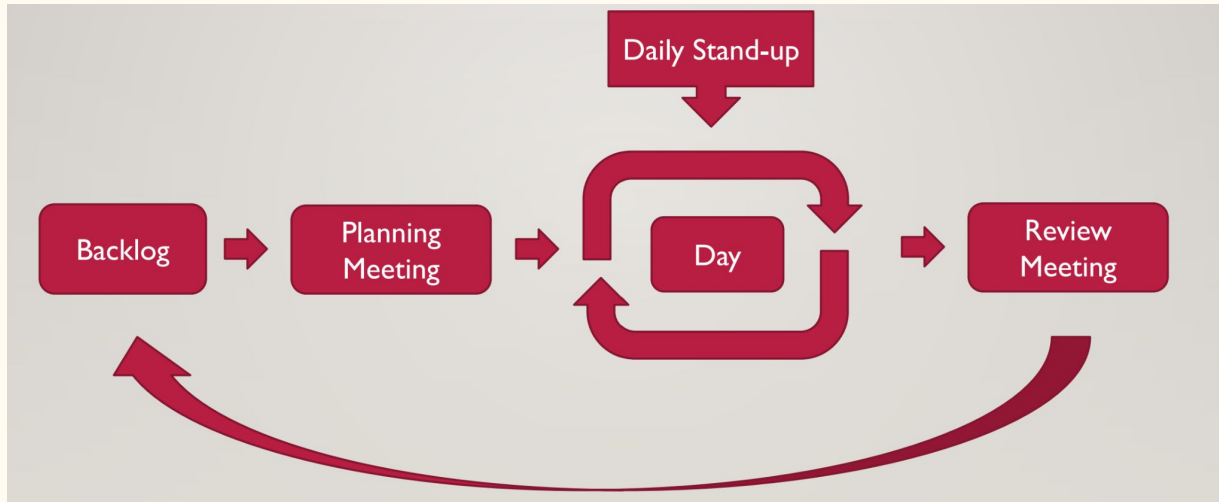 Daily Stand-up
Backlog
Planning
Meeting
Day
Review
Meeting